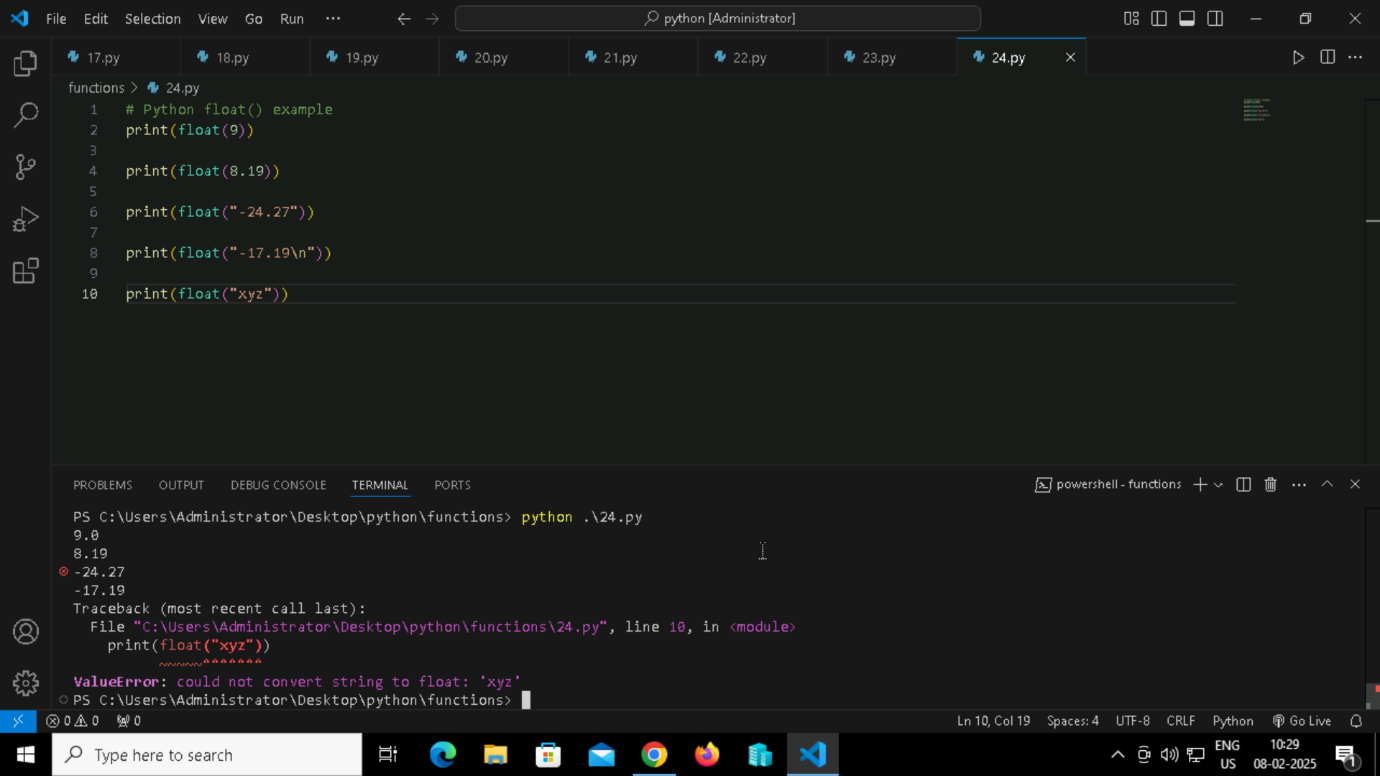 File Edit Selection View Go Run ··· python [Administrator]
17.py 18.py 19.py 20.py 21.py 22.py 23.py 24.py
functions > 24.py
1 # Python float() example
2 print(float(9))
3
4 print(float(8.19))
5
6 print(float("-24.27"))
7
8 print(float("-17.19\n"))
9
10 print(float("xyz"))
PROBLEMS OUTPUT DEBUG CONSOLE TERMINAL PORTS powershell - functions
PS C:\Users\Administrator\Desktop\python\functions> python .\24.py
9.0
8.19
-24.27
-17.19
Traceback (most recent call last):
File "C:\Users\Administrator\Desktop\python\functions\24.py", line 10, in <module>
print(float("xyz"))
~~~~~^^^^^^^
ValueError: could not convert string to float: 'xyz'
PS C:\Users\Administrator\Desktop\python\functions>
0 0 0 Ln 10, Col 19 Spaces: 4 UTF-8 CRLF Python Go Live
Type here to search ENG US 10:29 08-02-2025 1